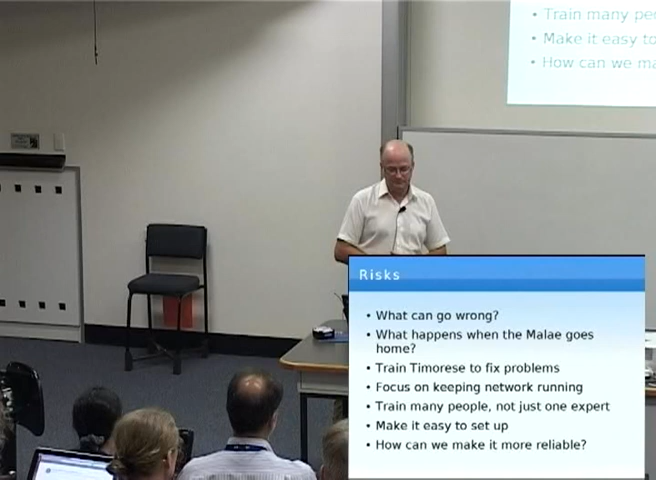 • Train many
• Make it easy to
• How can we
Risks
• What can go wrong?
• What happens when the Malae goes
home?
• Train Timorese to fix problems
• Focus on keeping network running
• Train many people, not just one expert
• Make it easy to set up
• How can we make it more reliable?